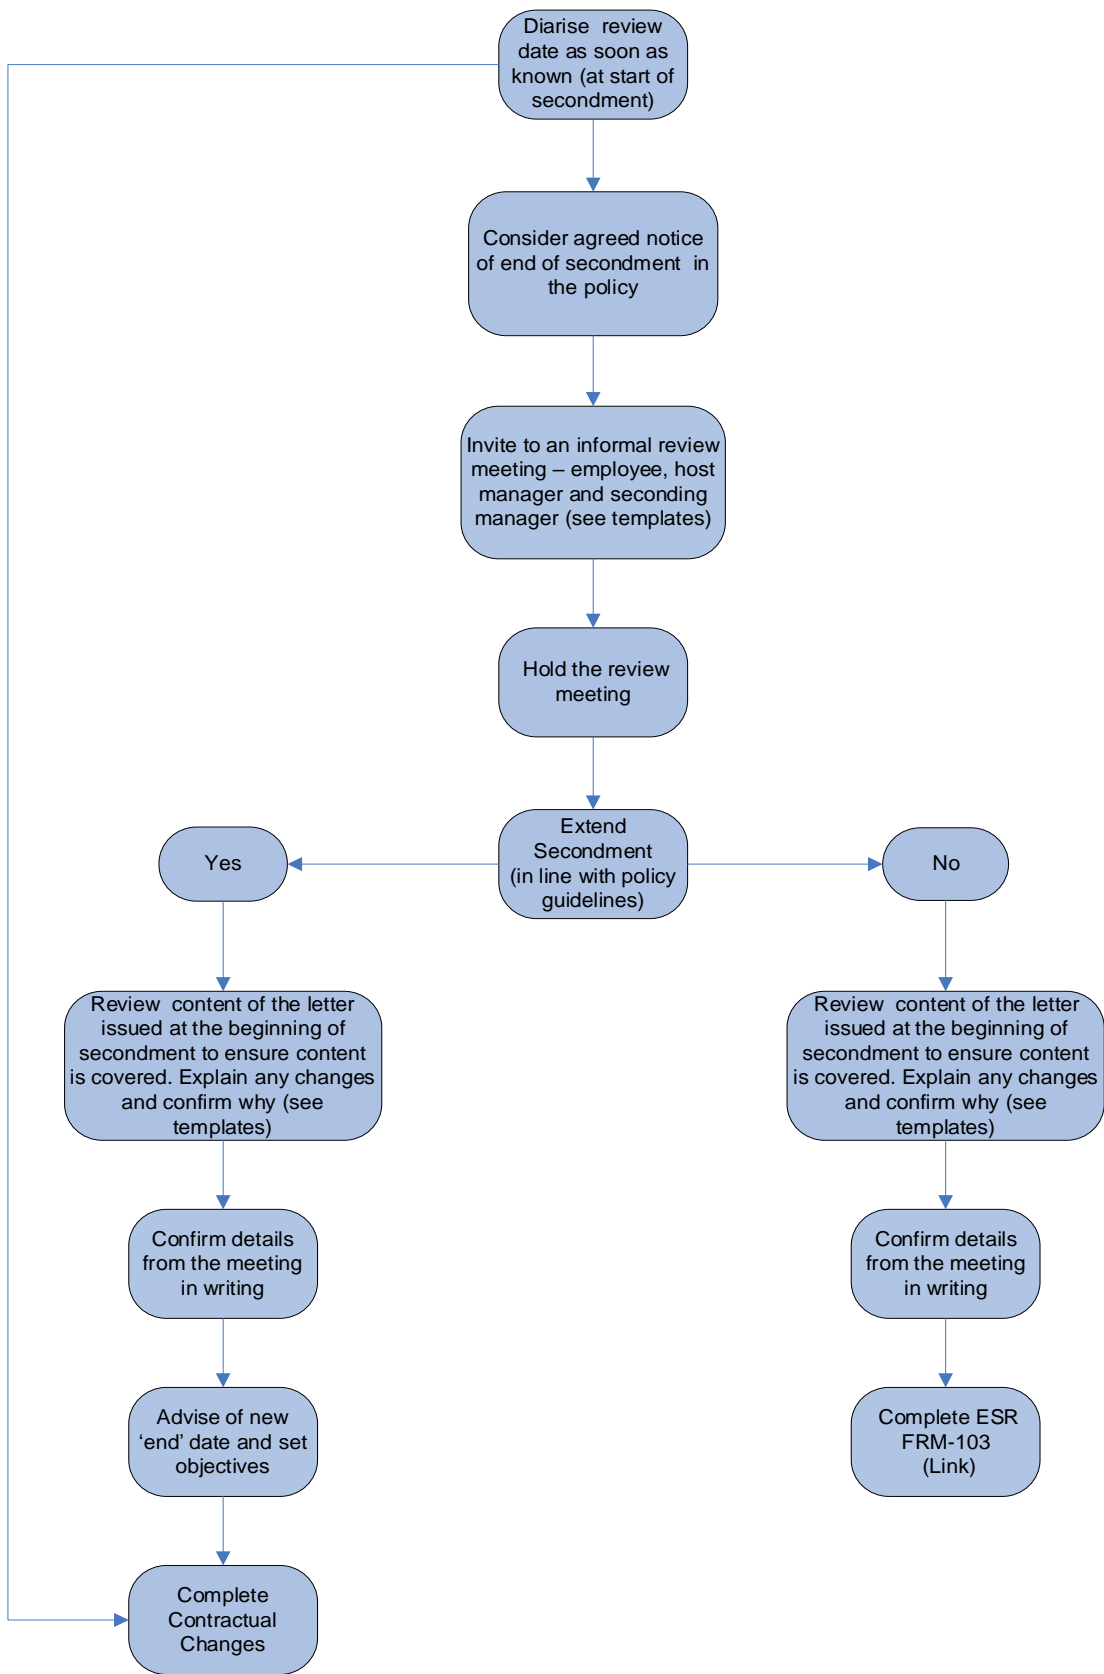 Diarise review
date as soon as
known (at start of
secondment)
Consider agreed notice
of end of secondment in
the policy
Invite to an informal review
meeting – employee, host
manager and seconding
manager (see templates)
Hold the review
meeting
Extend
Secondment
(in line with policy
guidelines)
Yes
No
Review content of the letter
issued at the beginning of
secondment to ensure content
is covered. Explain any changes
and confirm why (see
templates)
Review content of the letter
issued at the beginning of
secondment to ensure content
is covered. Explain any changes
and confirm why (see
templates)
Confirm details
from the meeting
in writing
Confirm details
from the meeting
in writing
Advise of new
‘end’ date and set
objectives
Complete ESR
FRM-103
(Link)
Complete
Contractual
Changes